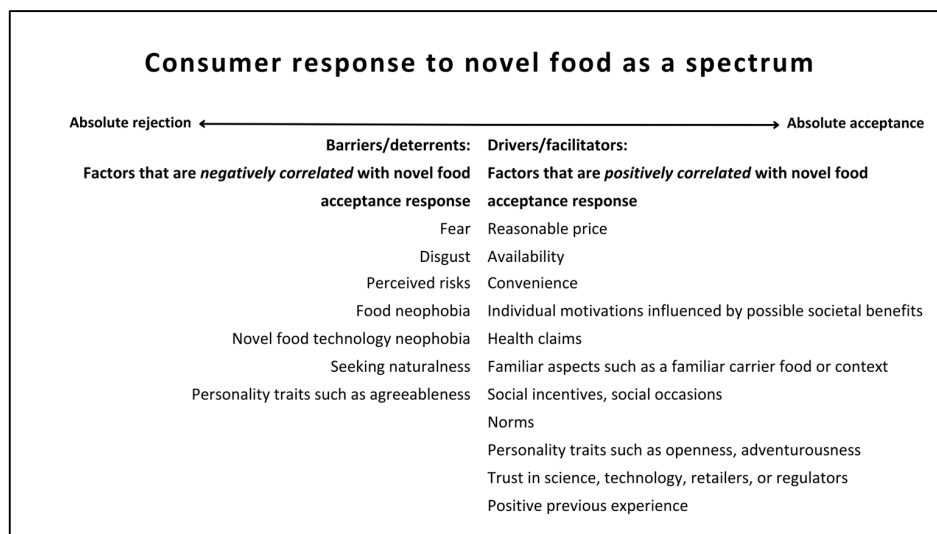 Consumer response to novel food as a spectrum
Absolute rejection
Absolute acceptance
Barriers/deterrents:
Factors that are negatively correlated with novel food
acceptance response
Fear
Disgust
Perceived risks
Food neophobia
Novel food technology neophobia
Seeking naturalness
Personality traits such as agreeableness
Drivers/facilitators:
Factors that are positively correlated with novel food
acceptance response
Reasonable price
Availability
Convenience
Individual motivations influenced by possible societal benefits
Health claims
Familiar aspects such as a familiar carrier food or context
Social incentives, social occasions
Norms
Personality traits such as openness, adventurousness
Trust in science, technology, retailers, or regulators
Positive previous experience